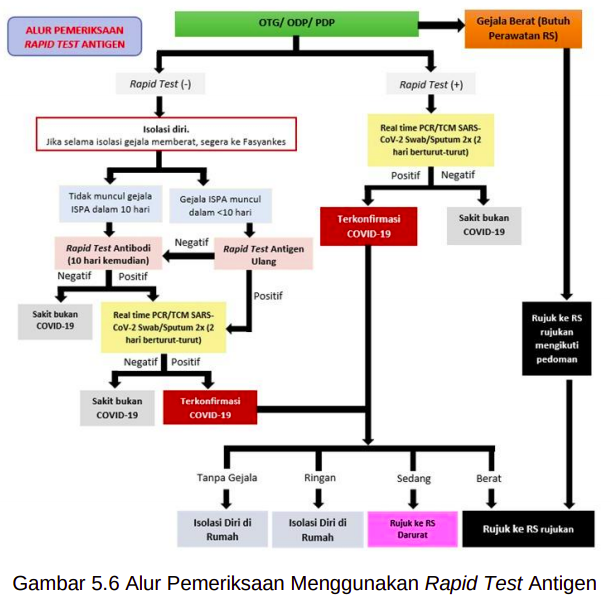 ALUR PEMERIKSAAN
RAPID TEST ANTIGEN
OTG/ ODP/ PDP
Gejala Berat (Butuh
Perawatan RS)
Rapid Test (-)
Rapid Test (+)
Isolasi diri.
Jika selama isolasi gejala memberat, segera ke Fasyankes
Real time PCR/TCM SARS-
CoV-2 Swab/Sputum 2x (2
hari berturut-turut)
Positif
Negatif
Tidak muncul gejala
ISPA dalam 10 hari
Gejala ISPA muncul
dalam <10 hari
Terkonfirmasi
COVID-19
Sakit bukan
COVID-19
Rapid Test Antibodi
(10 hari kemudian)
Negatif
Rapid Test Antigen
Ulang
Negatif
Positif
Positif
Sakit bukan
COVID-19
Real time PCR/TCM SARS-
CoV-2 Swab/Sputum 2x (2
hari berturut-turut)
Rujuk ke RS
rujukan
mengikuti
pedoman
Negatif
Positif
Sakit bukan
COVID-19
Terkonfirmasi
COVID-19
Tanpa Gejala
Ringan
Sedang
Berat
Isolasi Diri di
Rumah
Isolasi Diri di
Rumah
Rujuk ke RS
Darurat
Rujuk ke RS rujukan
Gambar 5.6 Alur Pemeriksaan Menggunakan Rapid Test Antigen